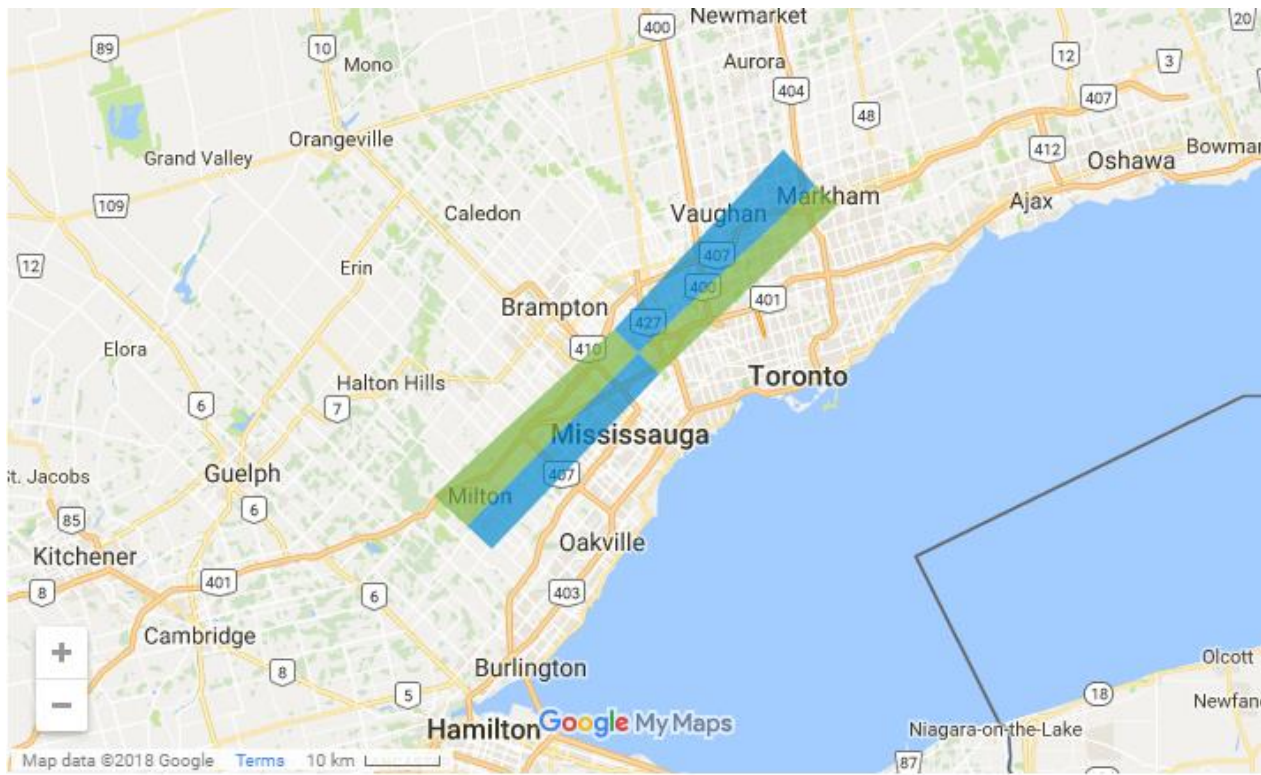 Newmarket
400
20
89
10
Mono
Aurora
12
3
404
407
48
Orangeville
Grand Valley
412
Oshawa
Bowmar
109
Caledon
Vaughan
Markham
Ajax
12
Erin
407
400
401
Brampton
427
Elora
410
Halton Hills
Toronto
6
7
Mississauga
St. Jacobs
Guelph
407
Milton
6
85
Kitchener
Oakville
8
401
6
403
Cambridge
+
8
Burlington
Olcott
5
18
−
Newfan
Hamilton
Google My Maps
Niagara-on-the-Lake
Map data ©2018 Google Terms 10 km
87